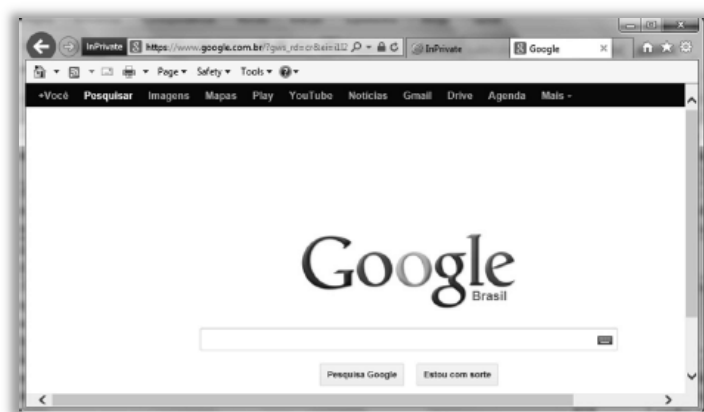 InPrivate https://www.google.com.br/ InPrivate Google
Page Safety Tools
+Você Pesquisar Imagens Mapas Play YouTube Notícias Gmail Drive Agenda Mais
Google
Brasil
Pesquisa Google Estou com sorte